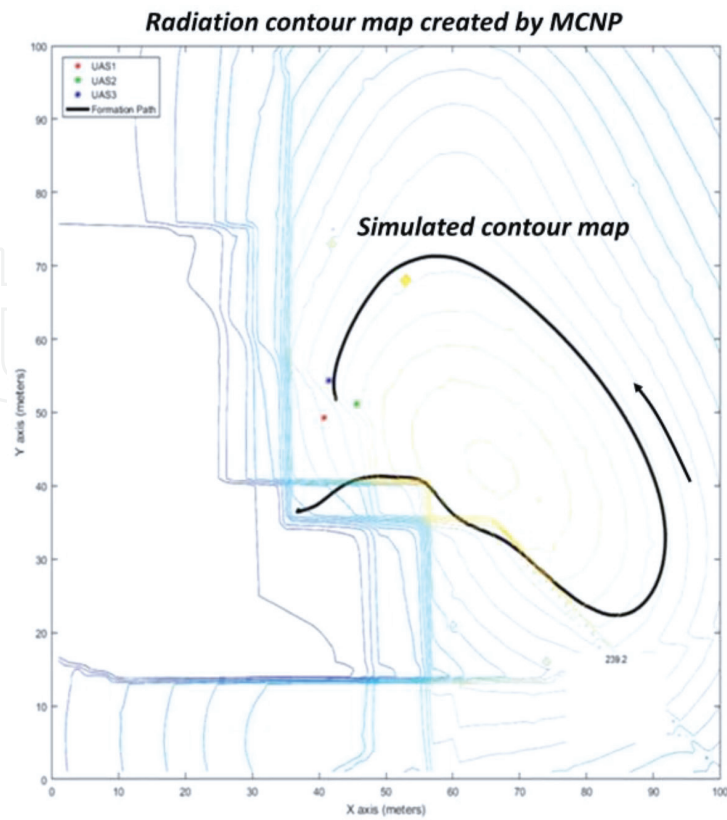 Radiation contour map created by MCNP
100
UAS1
UAS2
UAS3
Formation Path
90
80
Simulated contour map
70
60
50
40
30
20
10
0
Y axis (meters)
239.2
0 10 20 30 40 50 60 70 80 90 100
X axis (meters)